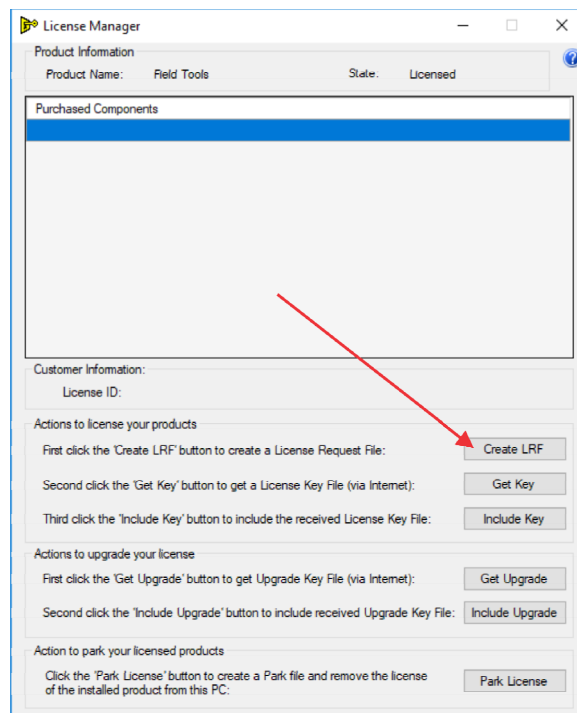 License Manager
Product Information
Product Name: Field Tools State: Licensed
Purchased Components
Customer Information:
License ID:
Actions to license your products
First click the 'Create LRF' button to create a License Request File: Create LRF
Second click the 'Get Key' button to get a License Key File (via Internet): Get Key
Third click the 'Include Key' button to include the received License Key File: Include Key
Actions to upgrade your license
First click the 'Get Upgrade' button to get Upgrade Key File (via Internet): Get Upgrade
Second click the 'Include Upgrade' button to include received Upgrade Key File: Include Upgrade
Action to park your licensed products
Click the 'Park License' button to create a Park file and remove the license
of the installed product from this PC: Park License